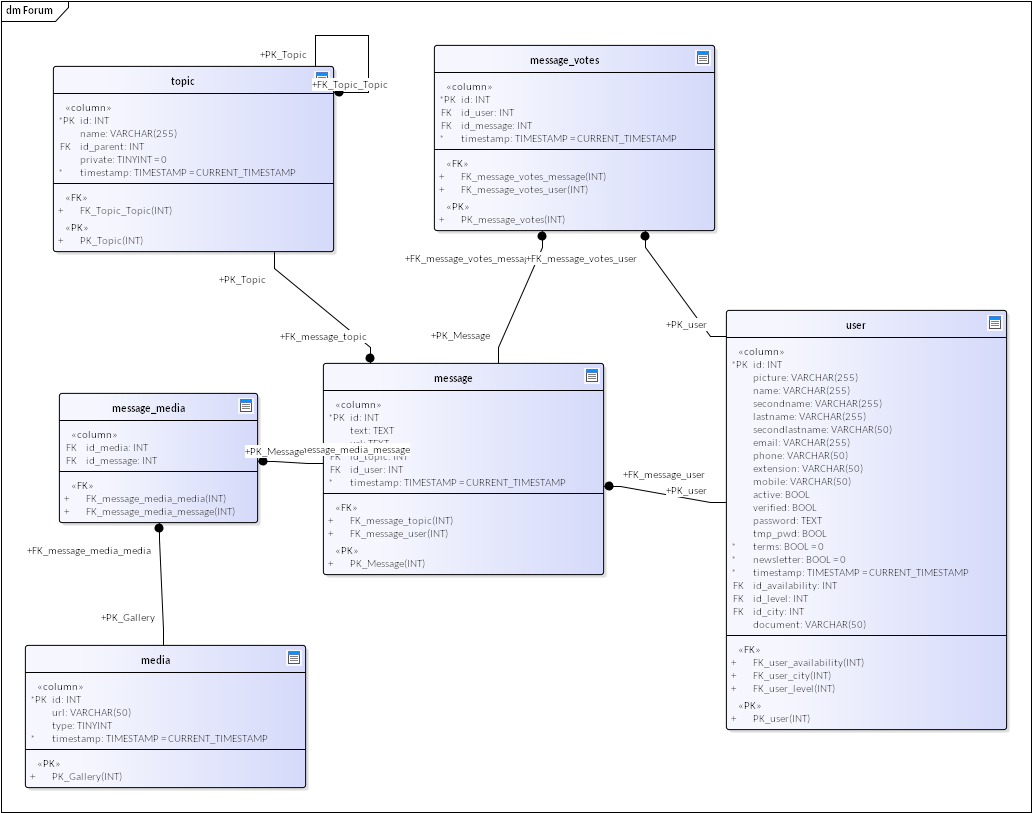 dm Forum
+PK_Topic
topic
+FK_Topic_Topic
«column»
*PK id: INT
name: VARCHAR(255)
FK id_parent: INT
private: TINYINT = 0
* timestamp: TIMESTAMP = CURRENT_TIMESTAMP
«FK»
+ FK_Topic_Topic(INT)
«PK»
+ PK_Topic(INT)
message_votes
«column»
*PK id: INT
FK id_user: INT
FK id_message: INT
* timestamp: TIMESTAMP = CURRENT_TIMESTAMP
«FK»
+ FK_message_votes_message(INT)
+ FK_message_votes_user(INT)
«PK»
+ PK_message_votes(INT)
+PK_Topic
+FK_message_topic
+FK_message_votes_messa
+FK_message_votes_user
+PK_Message
+PK_user
user
«column»
*PK id: INT
picture: VARCHAR(255)
name: VARCHAR(255)
secondname: VARCHAR(255)
lastname: VARCHAR(255)
secondlastname: VARCHAR(50)
email: VARCHAR(255)
phone: VARCHAR(50)
extension: VARCHAR(50)
mobile: VARCHAR(50)
active: BOOL
verified: BOOL
password: TEXT
tmp_pwd: BOOL
* terms: BOOL = 0
* newsletter: BOOL = 0
* timestamp: TIMESTAMP = CURRENT_TIMESTAMP
FK id_availability: INT
FK id_level: INT
FK id_city: INT
document: VARCHAR(50)
«FK»
+ FK_user_availability(INT)
+ FK_user_city(INT)
+ FK_user_level(INT)
«PK»
+ PK_user(INT)
message
«column»
*PK id: INT
text: TEXT
url: TEXT
FK id_topic: INT
FK id_user: INT
* timestamp: TIMESTAMP = CURRENT_TIMESTAMP
«FK»
+ FK_message_topic(INT)
+ FK_message_user(INT)
«PK»
+ PK_Message(INT)
+FK_message_user
+PK_user
message_media
«column»
FK id_media: INT
FK id_message: INT
«FK»
+ FK_message_media_media(INT)
+ FK_message_media_message(INT)
+PK_Message
essage_media_message
+FK_message_media_media
+PK_Gallery
media
«column»
*PK id: INT
url: VARCHAR(50)
type: TINYINT
* timestamp: TIMESTAMP = CURRENT_TIMESTAMP
«PK»
+ PK_Gallery(INT)